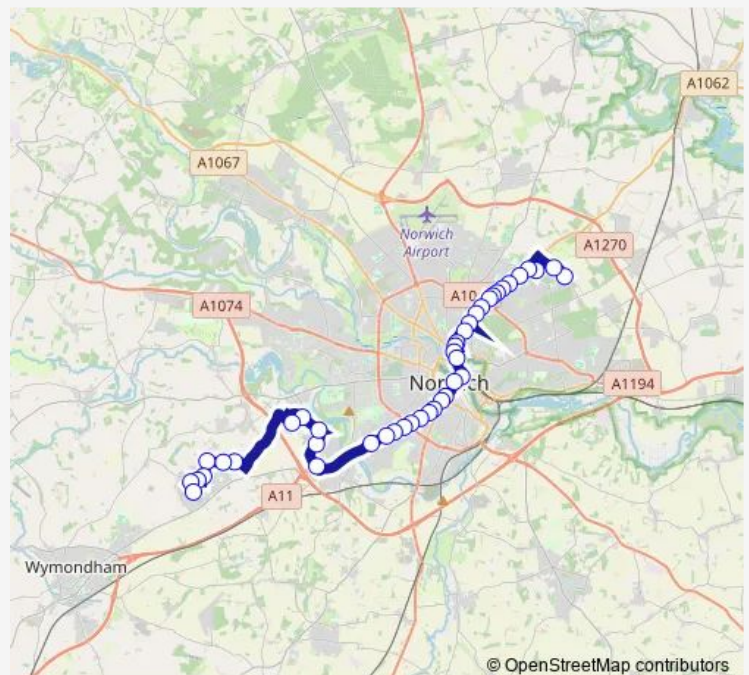 A1062
A1067
Norwich
Airport
A1270
A10
A1074
Norwich
A1194
A11
Wymondham
© OpenStreetMap contributors